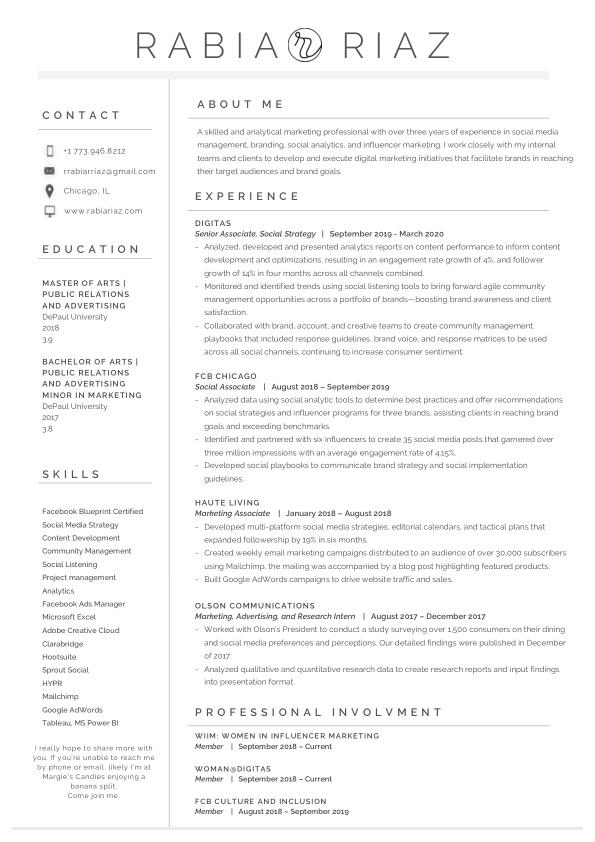 RABIA RIAZ
CONTACT
+1 773.946.8212
rrabiarriaz@gmail.com
Chicago, IL
www.rabiariaz.com
EDUCATION
MASTER OF ARTS |
PUBLIC RELATIONS
AND ADVERTISING
DePaul University
2018
3.9
BACHELOR OF ARTS |
PUBLIC RELATIONS
AND ADVERTISING
MINOR IN MARKETING
DePaul University
2017
3.8
SKILLS
Facebook Blueprint Certified
Social Media Strategy
Content Development
Community Management
Social Listening
Project management
Analytics
Facebook Ads Manager
Microsoft Excel
Adobe Creative Cloud
Clarabridge
Hootsuite
Sprout Social
HYPR
Mailchimp
Google AdWords
Tableau, MS Power BI
I really hope to share more with
you. If you're unable to reach me
by phone or email, likely I'm at
Margie's Candies enjoying a
banana split.
Come join me.
ABOUT ME
A skilled and analytical marketing professional with over three years of experience in social media
management, branding, social analytics, and influencer marketing. I work closely with my internal
teams and clients to develop and execute digital marketing initiatives that facilitate brands in reaching
their target audiences and brand goals.
EXPERIENCE
DIGITAS
Senior Associate, Social Strategy | September 2019 - March 2020
- Analyzed, developed and presented analytics reports on content performance to inform content
development and optimizations, resulting in an engagement rate growth of 4%, and follower
growth of 14% in four months across all channels combined.
- Monitored and identified trends using social listening tools to bring forward agile community
management opportunities across a portfolio of brands—boosting brand awareness and client
satisfaction.
- Collaborated with brand, account, and creative teams to create community management
playbooks that included response guidelines, brand voice, and response matrices to be used
across all social channels, continuing to increase consumer sentiment.
FCB CHICAGO
Social Associate | August 2018 – September 2019
- Analyzed data using social analytic tools to determine best practices and offer recommendations
on social strategies and influencer programs for three brands, assisting clients in reaching brand
goals and exceeding benchmarks.
- Identified and partnered with six influencers to create 35 social media posts that garnered over
three million impressions with an average engagement rate of 4.15%.
- Developed social playbooks to communicate brand strategy and social implementation
guidelines.
HAUTE LIVING
Marketing Associate | January 2018 – August 2018
- Developed multi-platform social media strategies, editorial calendars, and tactical plans that
expanded followership by 19% in six months.
- Created weekly email marketing campaigns distributed to an audience of over 30,000 subscribers
using Mailchimp, the mailing was accompanied by a blog post highlighting featured products.
- Built Google AdWords campaigns to drive website traffic and sales.
OLSON COMMUNICATIONS
Marketing, Advertising, and Research Intern | August 2017 – December 2017
- Worked with Olson's President to conduct a study surveying over 1,500 consumers on their dining
and social media preferences and perceptions. Our detailed findings were published in December
of 2017.
- Analyzed qualitative and quantitative research data to create research reports and input findings
into presentation format.
PROFESSIONAL INVOLVMENT
WIIM: WOMEN IN INFLUENCER MARKETING
Member | September 2018 – Current
WOMAN@DIGITAS
Member | September 2018 – Current
FCB CULTURE AND INCLUSION
Member | August 2018 – September 2019